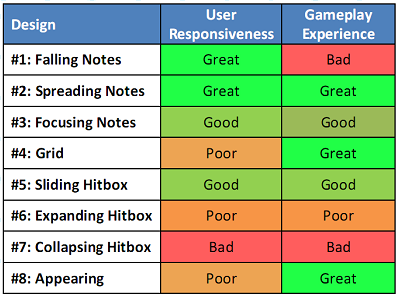 Design User Responsiveness Gameplay Experience
#1: Falling Notes Great Bad
#2: Spreading Notes Great Great
#3: Focusing Notes Good Good
#4: Grid Poor Great
#5: Sliding Hitbox Good Good
#6: Expanding Hitbox Poor Poor
#7: Collapsing Hitbox Bad Bad
#8: Appearing Poor Great